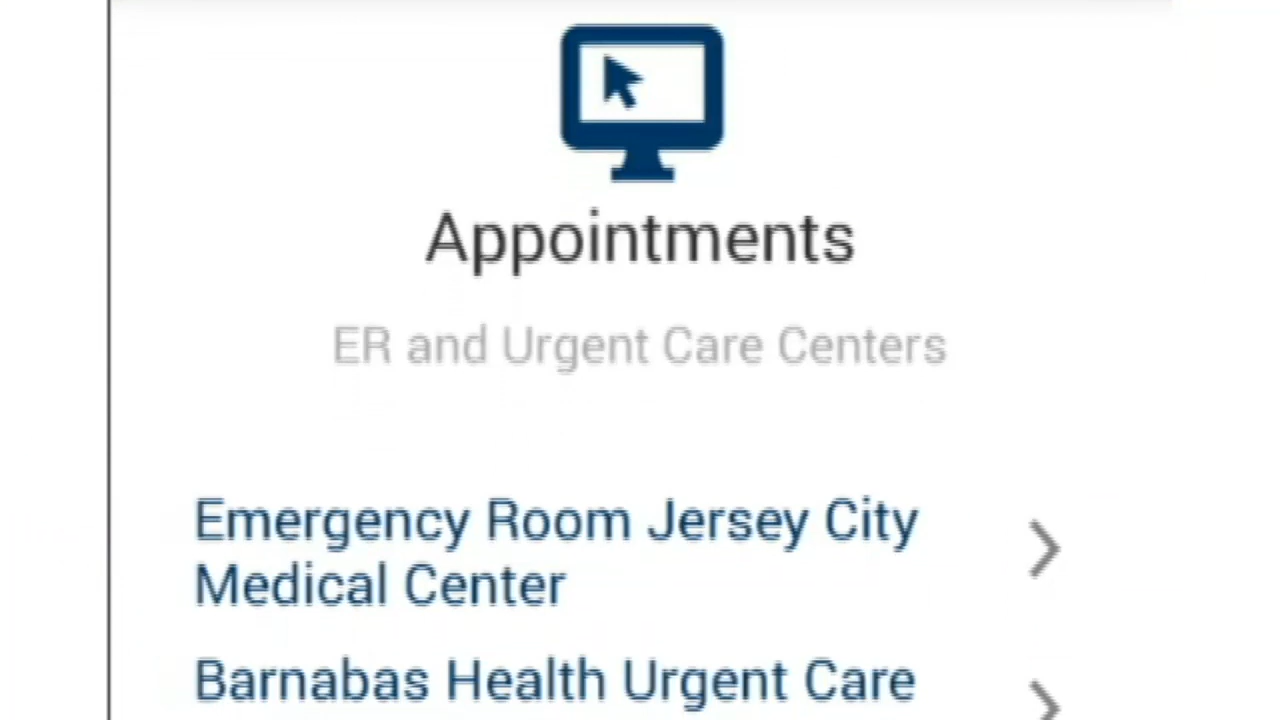 Appointments
ER and Urgent Care Centers
Emergency Room Jersey City
Medical Center
Barnabas Health Urgent Care